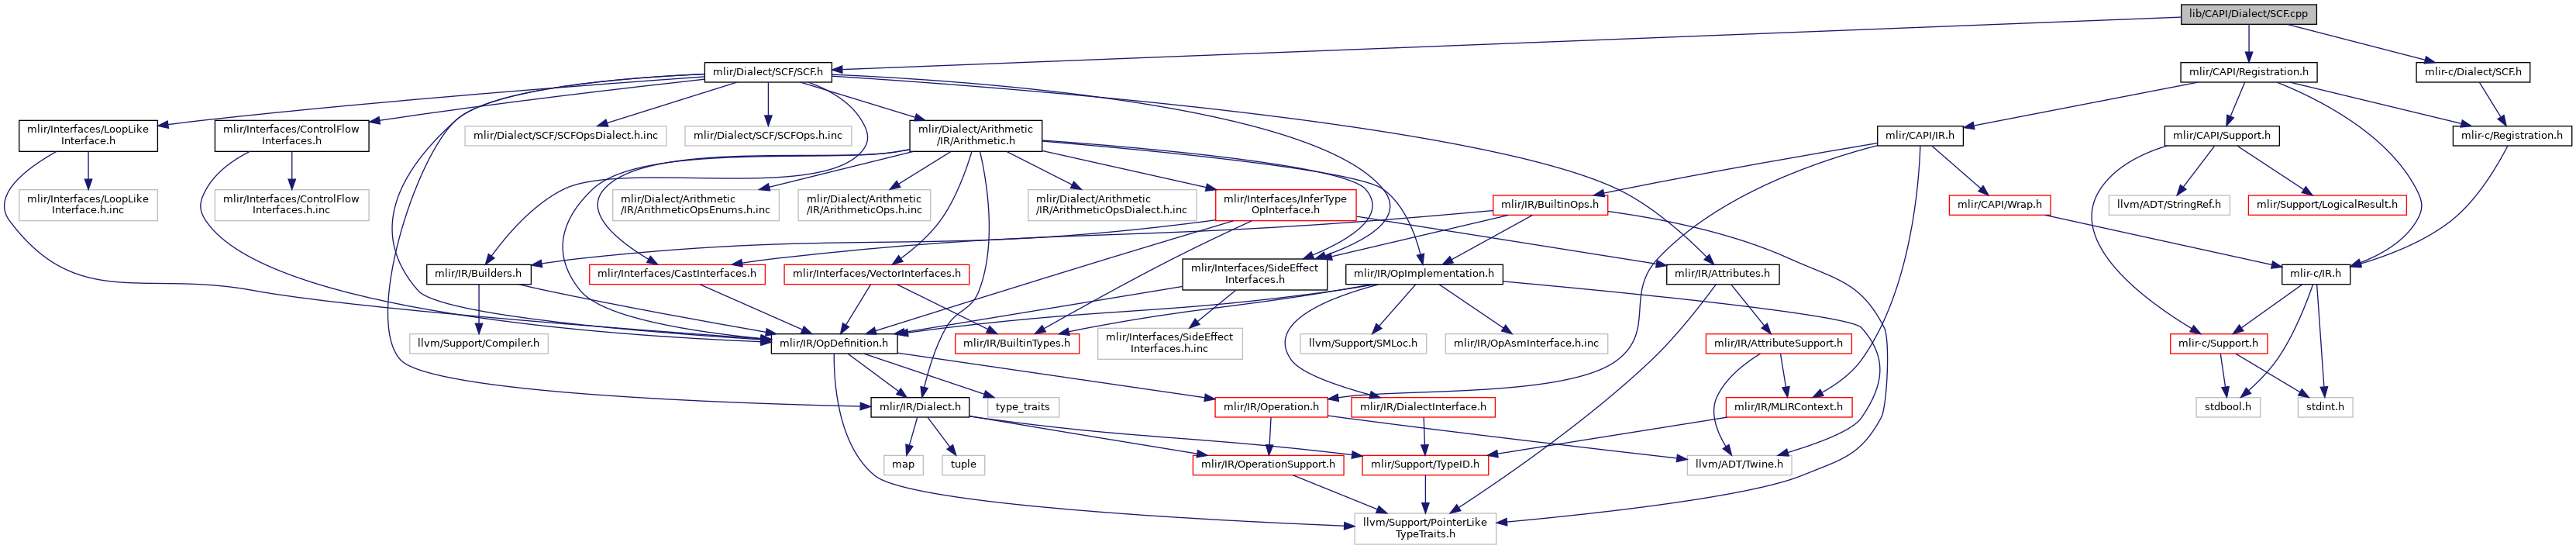 lib/CAPI/Dialect/SCF.cpp
mlir/Dialect/SCF/SCF.h
mlir/CAPI/Registration.h
mlir-c/Dialect/SCF.h
mlir/Interfaces/LoopLike
Interface.h
mlir/Interfaces/ControlFlow
Interfaces.h
mlir/Dialect/SCF/SCFOpsDialect.h.inc
mlir/Dialect/SCF/SCFOps.h.inc
mlir/Dialect/Arithmetic
/IR/Arithmetic.h
mlir/CAPI/IR.h
mlir/CAPI/Support.h
mlir-c/Registration.h
mlir/Interfaces/LoopLike
Interface.h.inc
mlir/Interfaces/ControlFlow
Interfaces.h.inc
mlir/Dialect/Arithmetic
/IR/ArithmeticOpsEnums.h.inc
mlir/Dialect/Arithmetic
/IR/ArithmeticOps.h.inc
mlir/Dialect/Arithmetic
/IR/ArithmeticOpsDialect.h.inc
mlir/Interfaces/InferType
OpInterface.h
mlir/IR/BuiltinOps.h
mlir/CAPI/Wrap.h
llvm/ADT/StringRef.h
mlir/Support/LogicalResult.h
mlir/IR/Builders.h
mlir/Interfaces/CastInterfaces.h
mlir/Interfaces/VectorInterfaces.h
mlir/Interfaces/SideEffect
Interfaces.h
mlir/IR/OpImplementation.h
mlir/IR/Attributes.h
mlir-c/IR.h
llvm/Support/Compiler.h
mlir/IR/OpDefinition.h
mlir/IR/BuiltinTypes.h
mlir/Interfaces/SideEffect
Interfaces.h.inc
llvm/Support/SMLoc.h
mlir/IR/OpAsmInterface.h.inc
mlir/IR/AttributeSupport.h
mlir-c/Support.h
mlir/IR/Dialect.h
type_traits
mlir/IR/Operation.h
mlir/IR/DialectInterface.h
mlir/IR/MLIRContext.h
stdbool.h
stdint.h
map
tuple
mlir/IR/OperationSupport.h
mlir/Support/TypeID.h
llvm/ADT/Twine.h
llvm/Support/PointerLike
TypeTraits.h